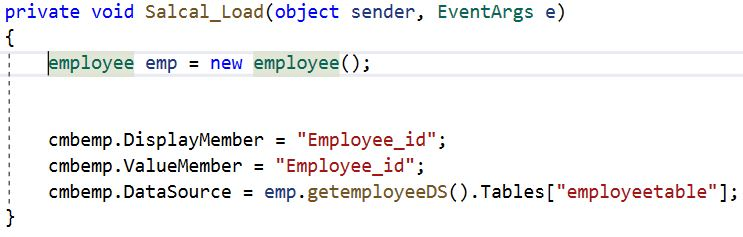 private void Salcal_Load(object sender, EventArgs e)
{
employee emp = new employee();
cmbemp.DisplayMember = "Employee_id";
cmbemp.ValueMember = "Employee_id";
cmbemp.DataSource = emp.getemployeeDS().Tables["employeetable"];
}